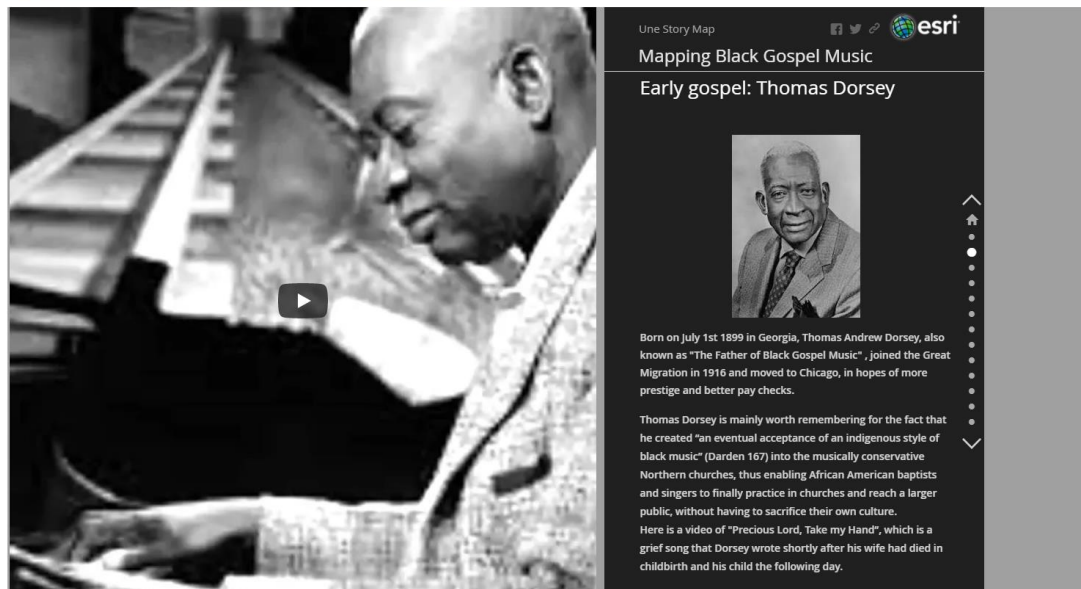 Une Story Map
esri
Mapping Black Gospel Music
Early gospel: Thomas Dorsey
Born on July 1st 1899 in Georgia, Thomas Andrew Dorsey, also
known as "The Father of Black Gospel Music" , joined the Great
Migration in 1916 and moved to Chicago, in hopes of more
prestige and better pay checks.
Thomas Dorsey is mainly worth remembering for the fact that
he created “an eventual acceptance of an indigenous style of
black music” (Darden 167) into the musically conservative
Northern churches, thus enabling African American baptists
and singers to finally practice in churches and reach a larger
public, without having to sacrifice their own culture.
Here is a video of "Precious Lord, Take my Hand", which is a
grief song that Dorsey wrote shortly after his wife had died in
childbirth and his child the following day.